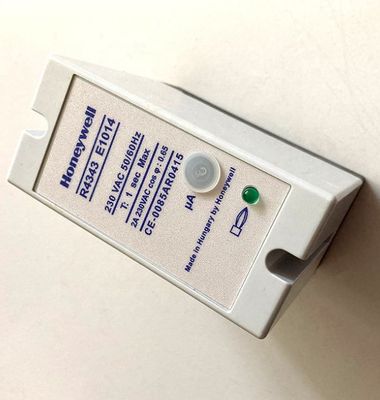 Honeywell
R4343 E1014
230 VAC 50/60Hz
T: 1 sec Max
2A 230VAC cos φ : 0.65
CE-0085AR0415
µA
Made in Hungary by Honeywell